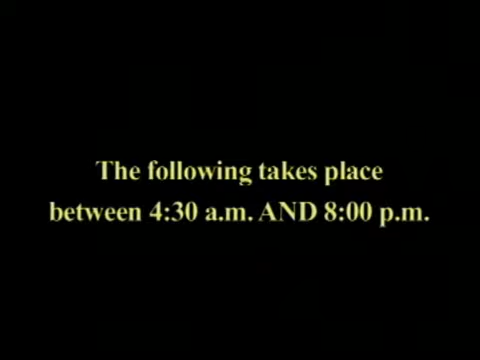 The following takes place
between 4:30 a.m. AND 8:00 p.m.